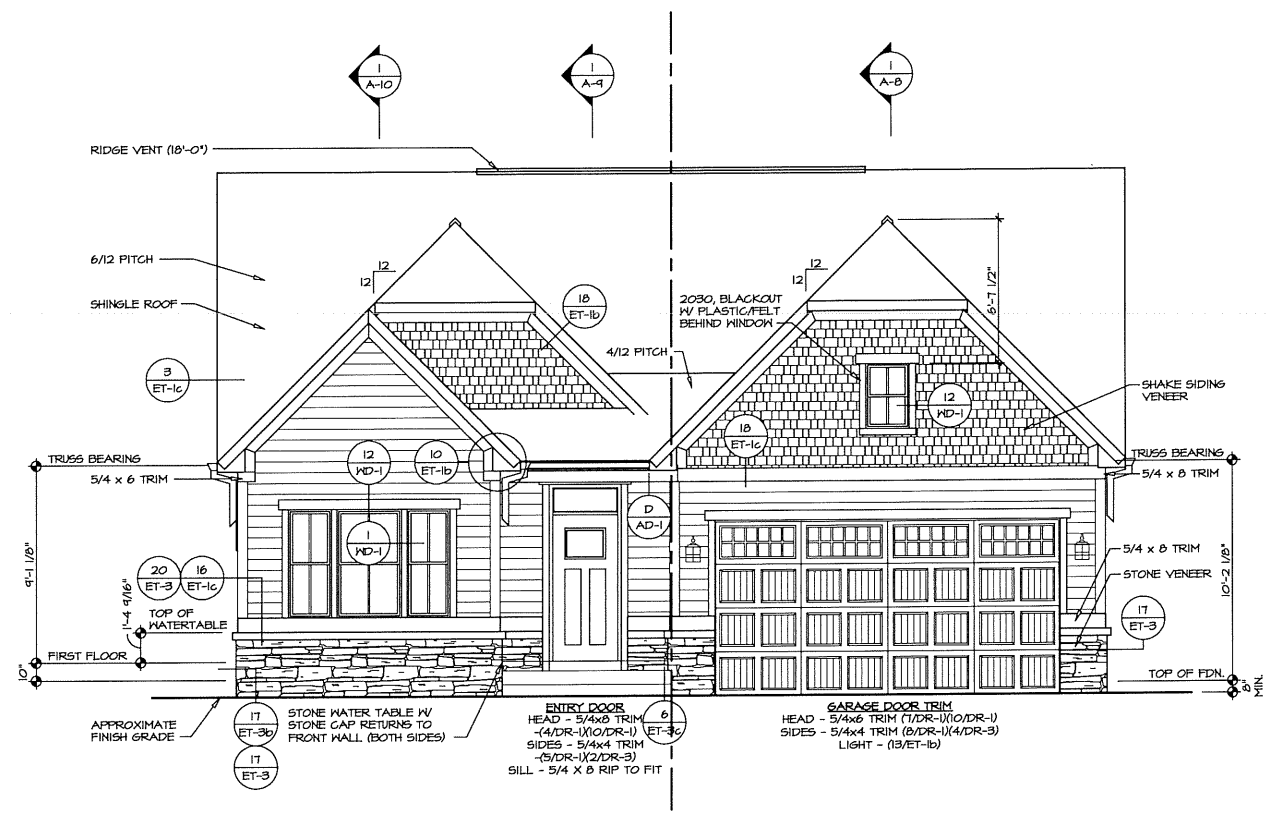 1
A-10
1
A-9
1
A-8
RIDGE VENT (18'-0")
6/12 PITCH
12
12
12
12
SHINGLE ROOF
18
ET-1b
2030, BLACKOUT
W/ PLASTIC/FELT
BEHIND WINDOW
6'-7 1/2"
4/12 PITCH
3
ET-1c
SHAKE SIDING
VENEER
12
WD-1
18
ET-1c
TRUSS BEARING
12
WD-1
10
ET-1b
TRUSS BEARING
5/4 x 6 TRIM
5/4 x 8 TRIM
D
AD-1
1
WD-1
9'-1 1/8"
10'-2 1/8"
5/4 x 8 TRIM
20
ET-3
16
ET-1c
STONE VENEER
1'-4 9/16"
TOP OF
WATERTABLE
17
ET-3
FIRST FLOOR
10"
TOP OF FDN.
8"
MIN.
APPROXIMATE
FINISH GRADE
17
ET-3b
17
ET-3
STONE WATER TABLE W/
STONE CAP RETURNS TO
FRONT WALL (BOTH SIDES)
ENTRY DOOR
HEAD - 5/4x8 TRIM
-(4/DR-1)(10/DR-1)
SIDES - 5/4x4 TRIM
-(5/DR-1)(2/DR-3)
SILL - 5/4 X 8 RIP TO FIT
6
ET-3c
GARAGE DOOR TRIM
HEAD - 5/4x6 TRIM (7/DR-1)(10/DR-1)
SIDES - 5/4x4 TRIM (8/DR-1)(4/DR-3)
LIGHT - (13/ET-1b)